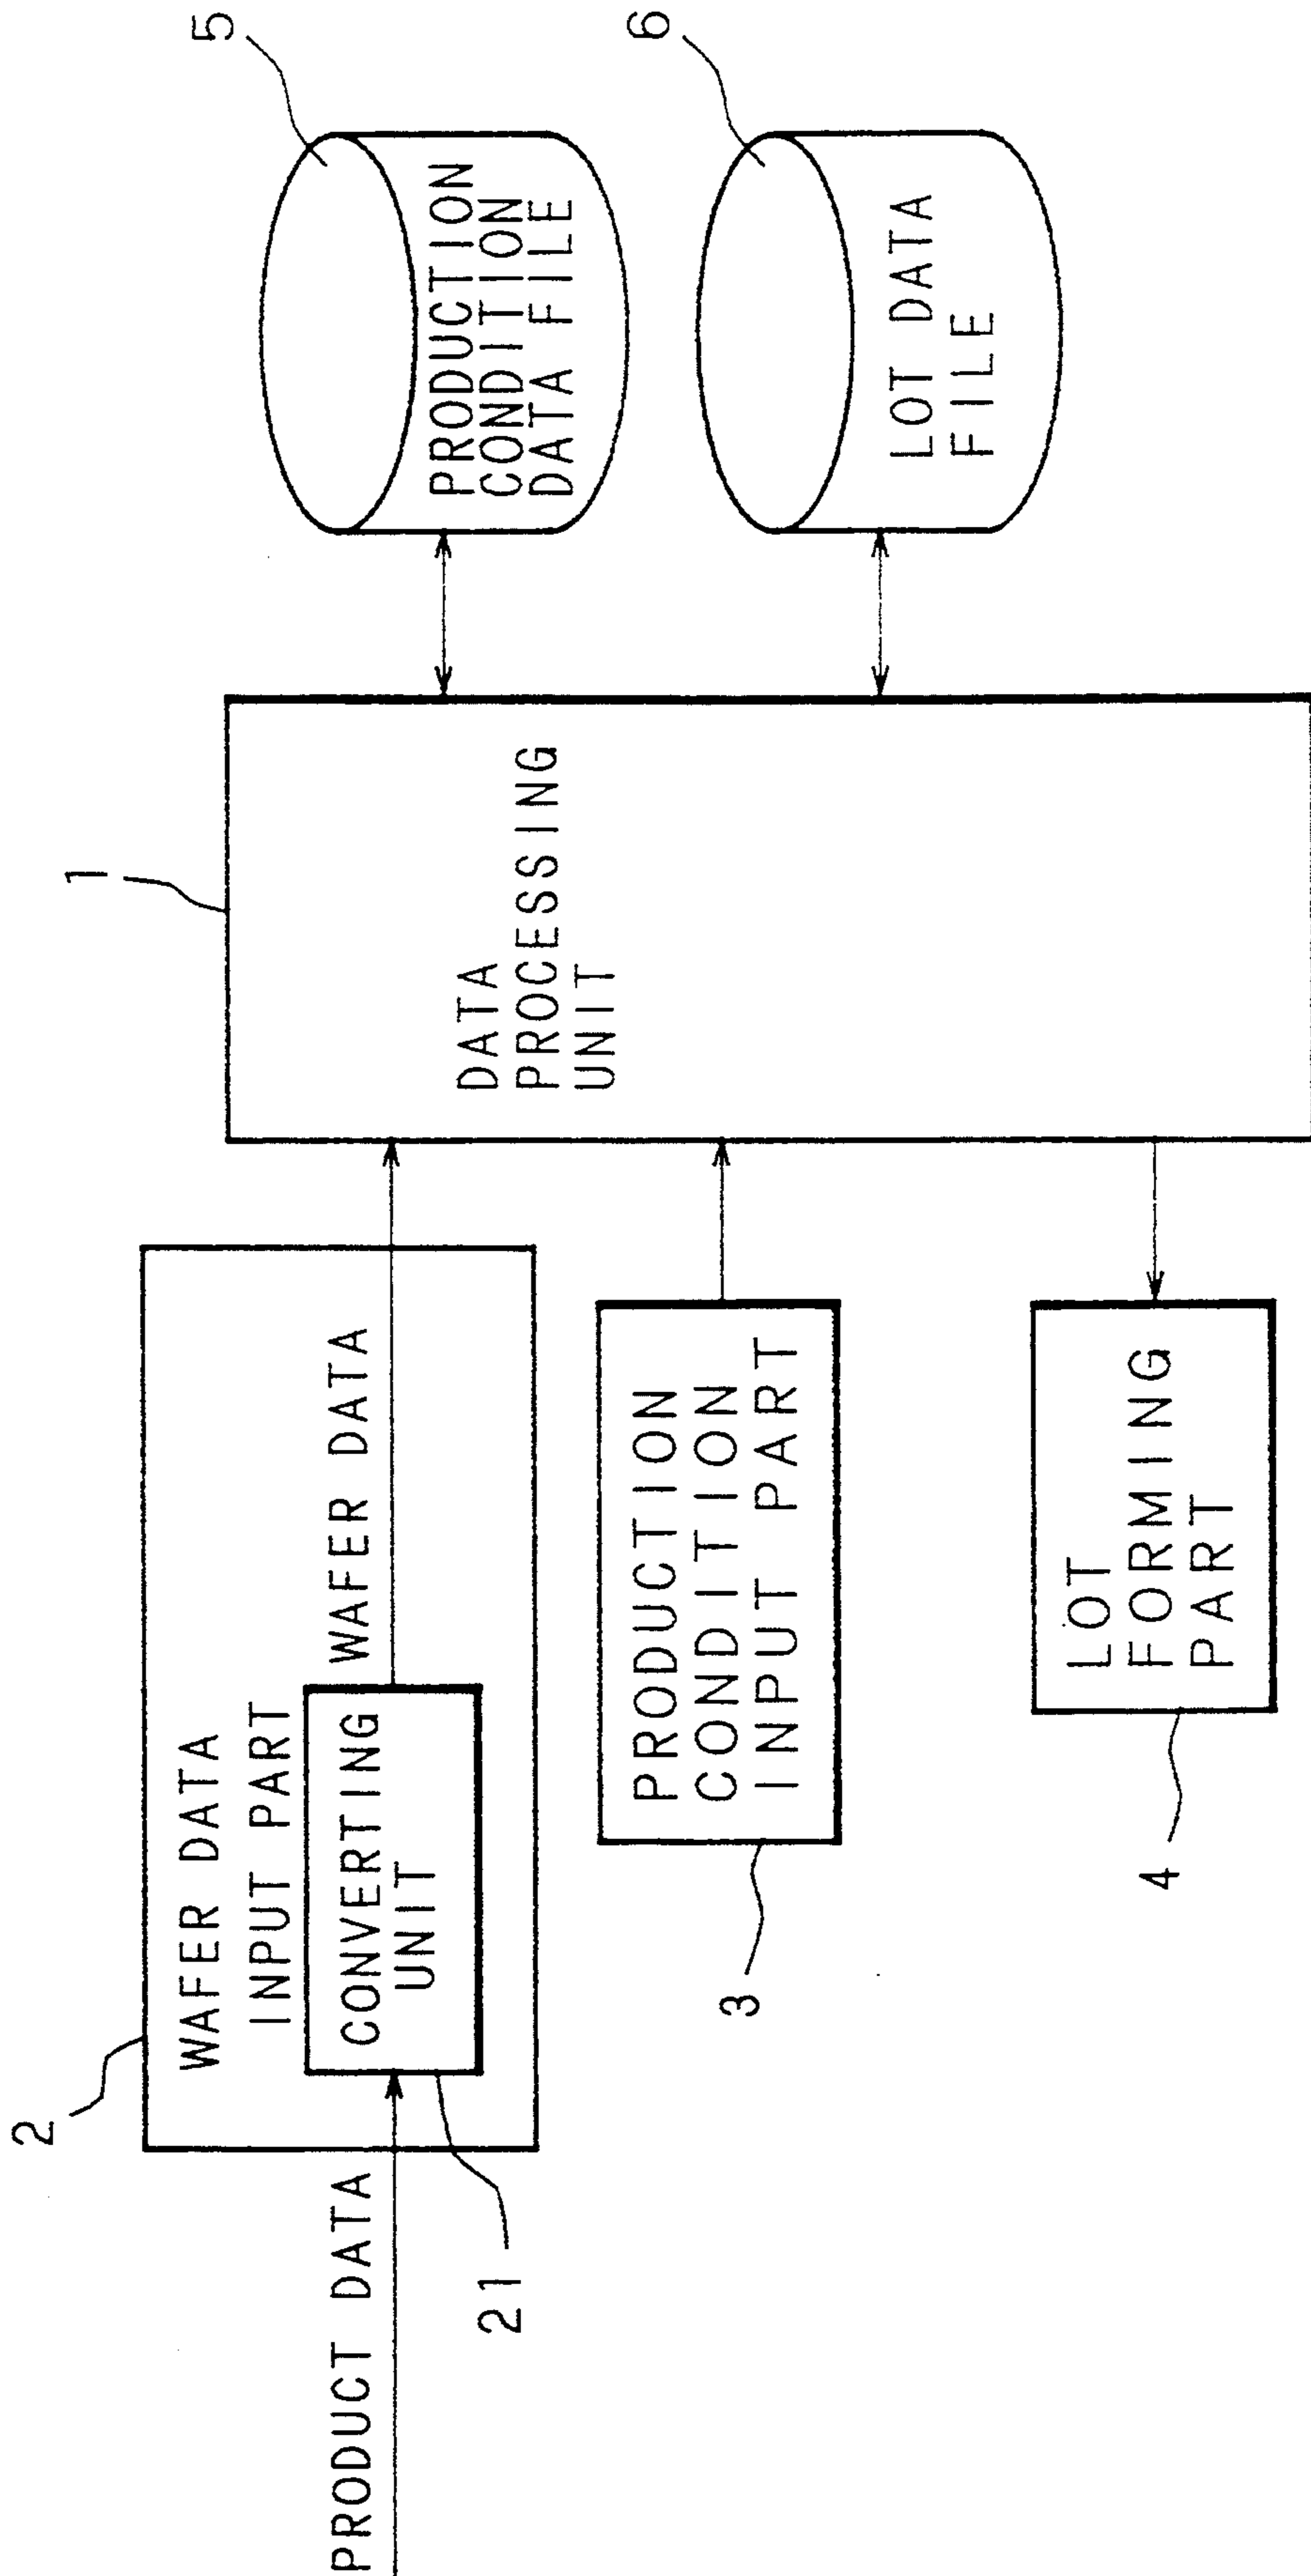 PRODUCT DATA
2
WAFER DATA
INPUT PART
CONVERTING
UNIT
21
WAFER DATA
3
PRODUCTION
CONDITION
INPUT PART
4
LOT
FORMING
PART
1
DATA
PROCESSING
UNIT
5
PRODUCTION
CONDITION
DATA FILE
6
LOT DATA
FILE